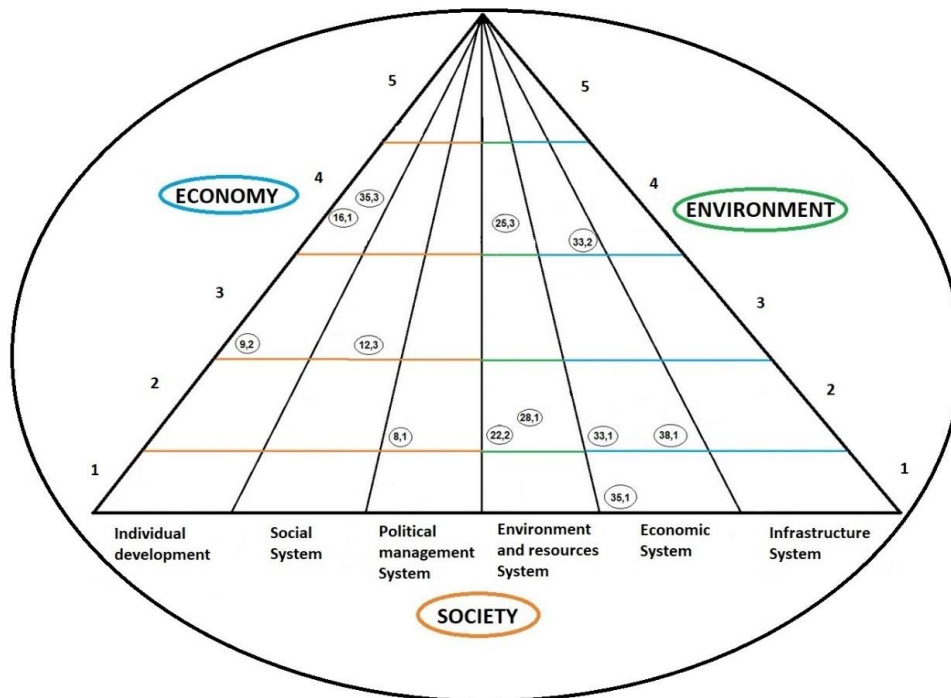 5
5
4
4
ECONOMY
35,3
16,1
25,3
ENVIRONMENT
33,2
3
3
9,2
12,3
2
2
28,1
8,1
22,2
33,1
38,1
1
1
35,1
Individual
development
Social
System
Political
management
System
Environment
and resources
System
Economic
System
Infrastructure
System
SOCIETY